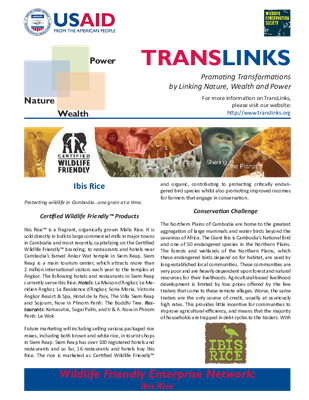 USAID
FROM THE AMERICAN PEOPLE
WILDLIFE
CONSERVATION
SOCIETY
Power
Nature
Wealth
TRANSLINKS
Promoting Transformations
by Linking Nature, Wealth and Power
For more information on TransLinks,
please visit our website:
http://www.translinks.org
CERTIFIED
WILDLIFE
FRIENDLY™
Sharing
the Planet
Ibis Rice
Protecting wildlife in Cambodia..one grain at a time.
Certified Wildlife Friendly™ Products
Ibis Rice™ is a fragrant, organically grown Malis Rice. It is
sold directly in bulk to large commercial mills in major towns
in Cambodia and most recently, capitalizing on the Certified
Wildlife Friendly™ branding, to restaurants and hotels near
Cambodia's famed Ankor Wat temple in Siem Reap. Siem
Reap is a main tourism center, which attracts more than
2 million international visitors each year to the temples at
Angkor. The following hotels and restaurants in Siem Reap
currently serve Ibis Rice: Hotels: La Maison d'Angkor, Le Mer-
idien Angkor, La Residence d'Angkor, Soria Moria, Victoria
Angkor Resort & Spa, Hotel de la Paix, The Villa Siem Reap
and Sojourn; Now in Phnom Penh: The Boddhi Tree. Res-
taurants: Kamasutra, Sugar Palm, and V & A. Now in Phnom
Penh: Le Wok
Future marketing will including selling various packaged rice
mixes, including both brown and white rice, in tourist shops
in Siem Reap. Siem Reap has over 100 registered hotels and
restaurants and so far, 16 restaurants and hotels buy Ibis
Rice. The rice is marketed as Certified Wildlife Friendly™
and organic, contributing to protecting critically endan-
gered bird species whilst also promoting improved incomes
for farmers that engage in conservation.
Conservation Challenge
The Northern Plains of Cambodia are home to the greatest
aggregation of large mammals and water birds beyond the
savannas of Africa. The Giant Ibis is Cambodia's National Bird
and one of 50 endangered species in the Northern Plains.
The forests and wetlands of the Northern Plains, which
these endangered birds depend on for habitat, are used by
long-established local communities. These communities are
very poor and are heavily dependent upon forest and natural
resources for their livelihoods. Agricultural-based livelihood
development is limited by low prices offered by the few
traders that come to these remote villages. Worse, the same
traders are the only source of credit, usually at usuriously
high rates. This provides little incentive for communities to
improve agricultural efficiency, and means that the majority
of households are trapped in debt cycles to the traders. With
IBIS
RICE
Wildlife Friendly Enterprise Network:
Ibis Rice